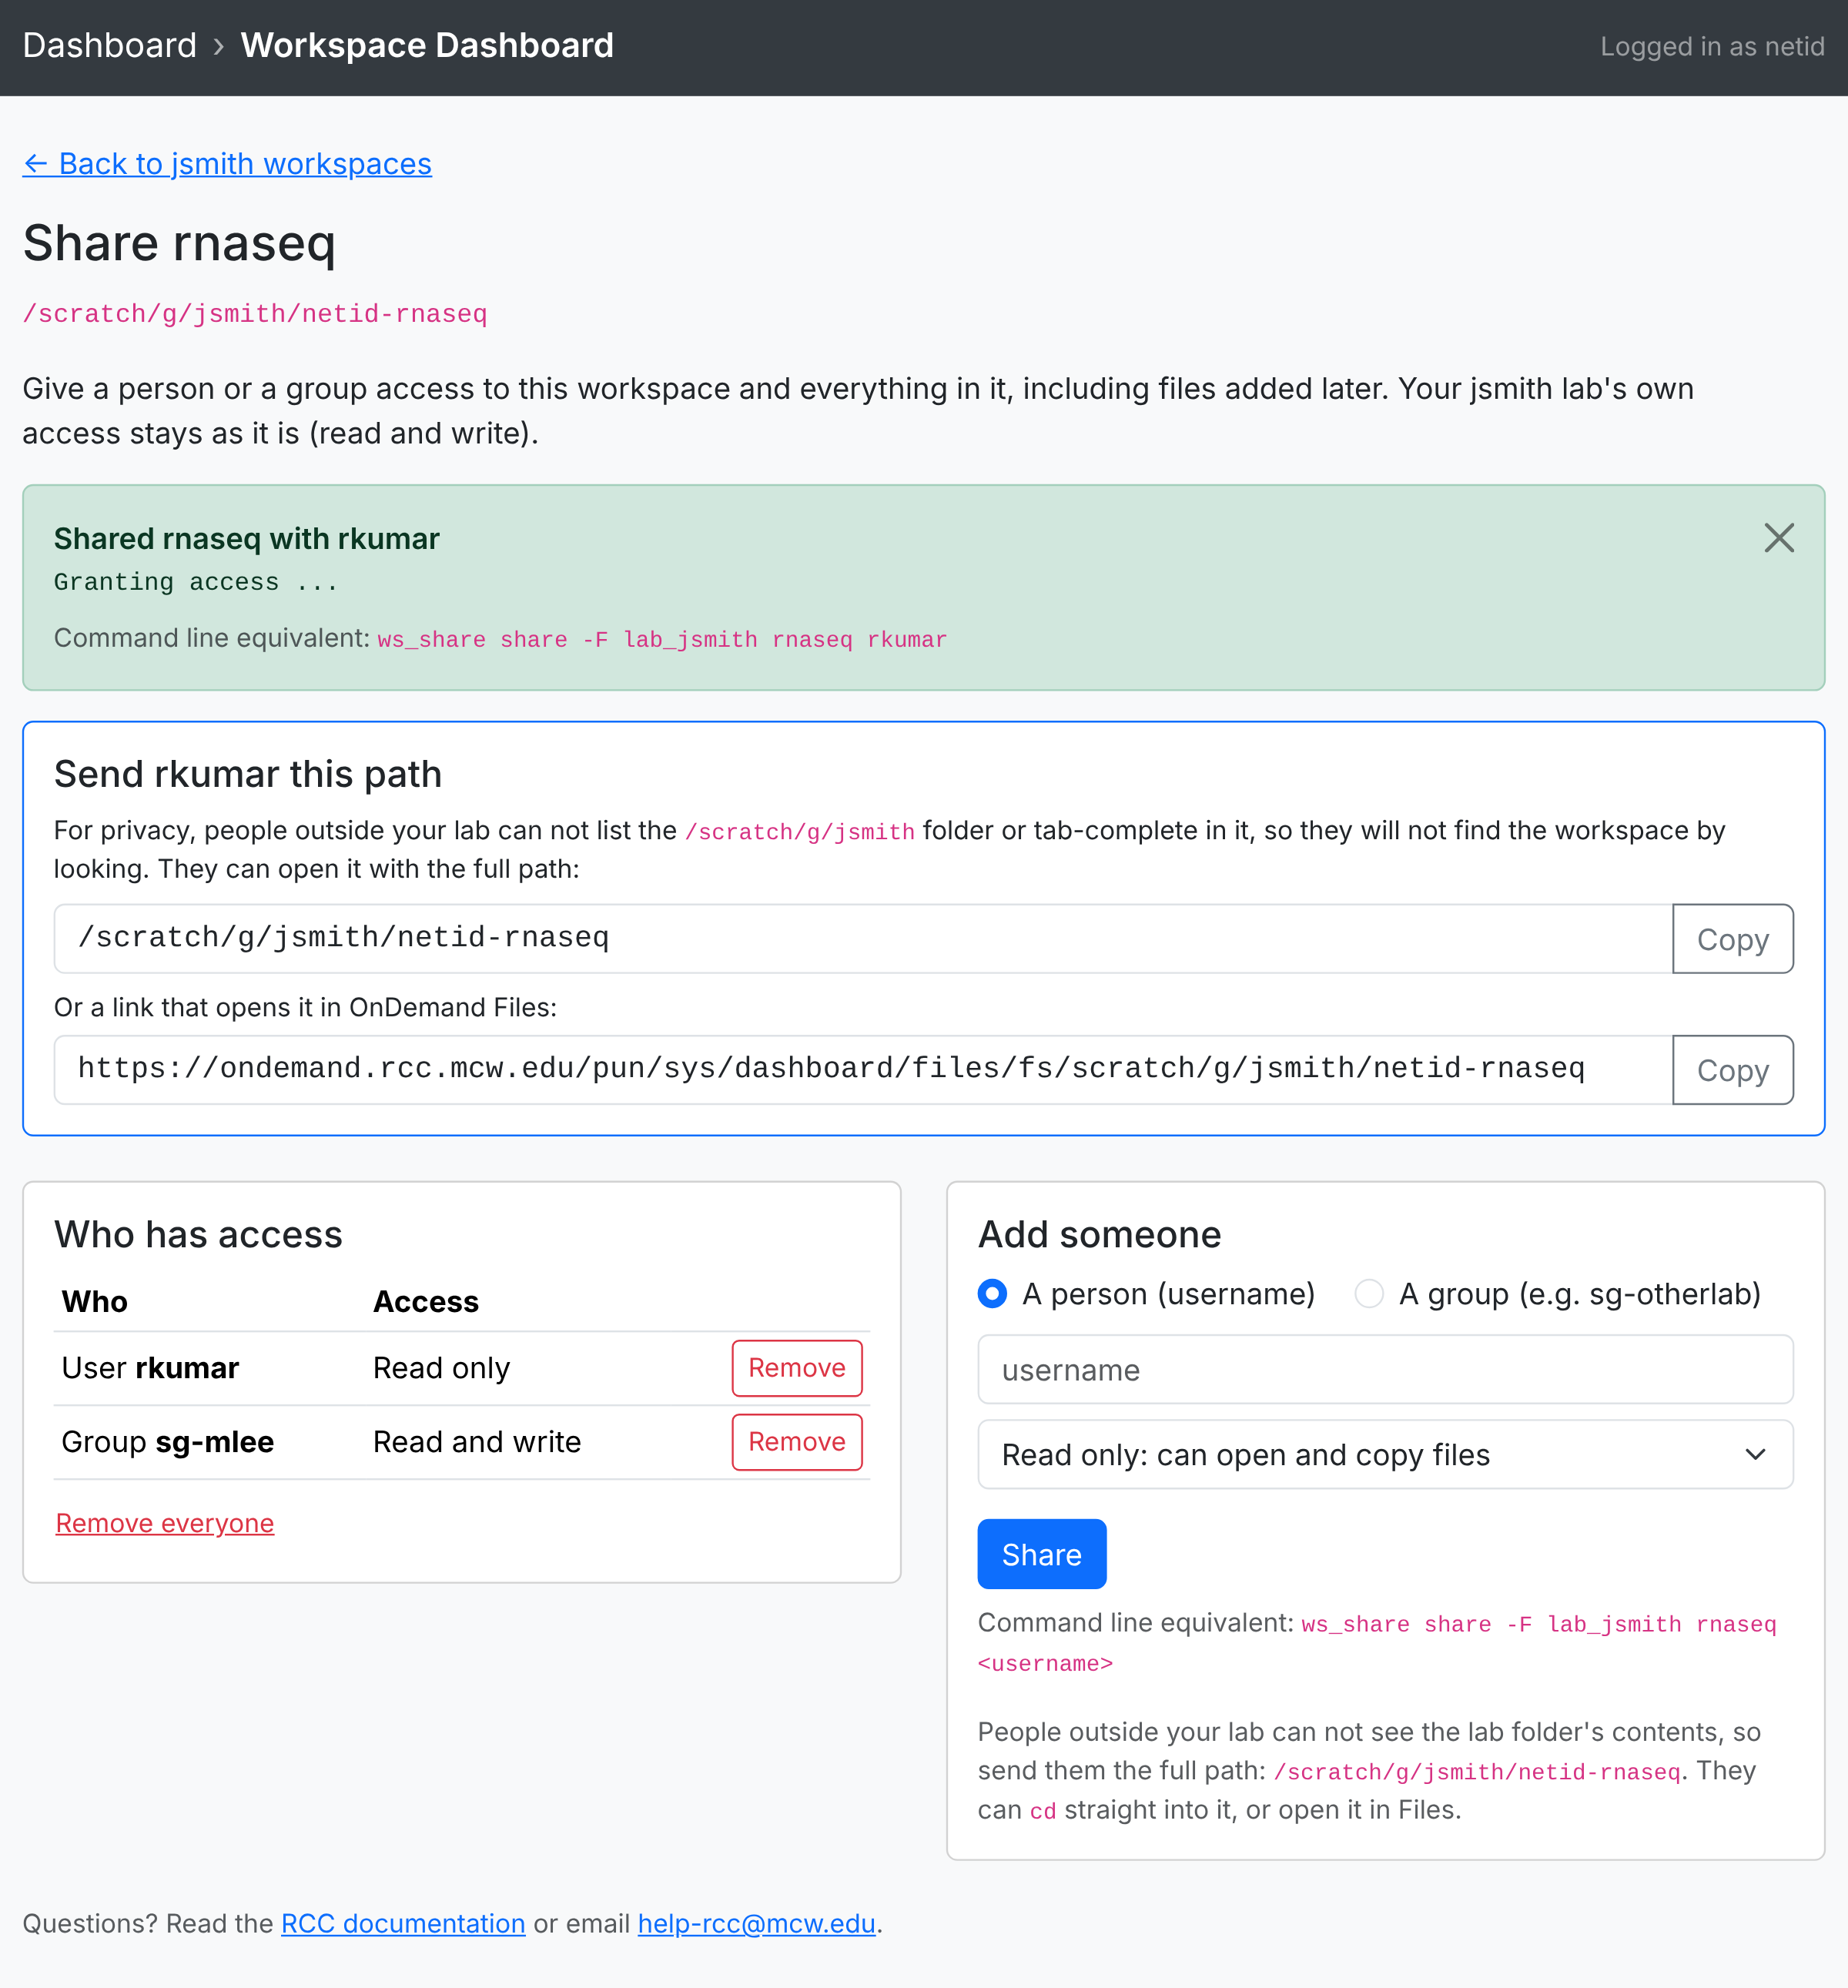 Dashboard › Workspace Dashboard
Logged in as netid
← Back to jsmith workspaces
Share rnaseq
/scratch/g/jsmith/netid-rnaseq
Give a person or a group access to this workspace and everything in it, including files added later. Your jsmith lab's own
access stays as it is (read and write).
Shared rnaseq with rkumar
Granting access ...
Command line equivalent: ws_share share -F lab_jsmith rnaseq rkumar
Send rkumar this path
For privacy, people outside your lab can not list the /scratch/g/jsmith folder or tab-complete in it, so they will not find the workspace by
looking. They can open it with the full path:
/scratch/g/jsmith/netid-rnaseq
Copy
Or a link that opens it in OnDemand Files:
https://ondemand.rcc.mcw.edu/pun/sys/dashboard/files/fs/scratch/g/jsmith/netid-rnaseq
Copy
Who has access
Who Access
User rkumar Read only Remove
Group sg-mlee Read and write Remove
Remove everyone
Add someone
A person (username) A group (e.g. sg-otherlab)
username
Read only: can open and copy files
Share
Command line equivalent: ws_share share -F lab_jsmith rnaseq
<username>
People outside your lab can not see the lab folder's contents, so
send them the full path: /scratch/g/jsmith/netid-rnaseq. They
can cd straight into it, or open it in Files.
Questions? Read the RCC documentation or email help-rcc@mcw.edu.